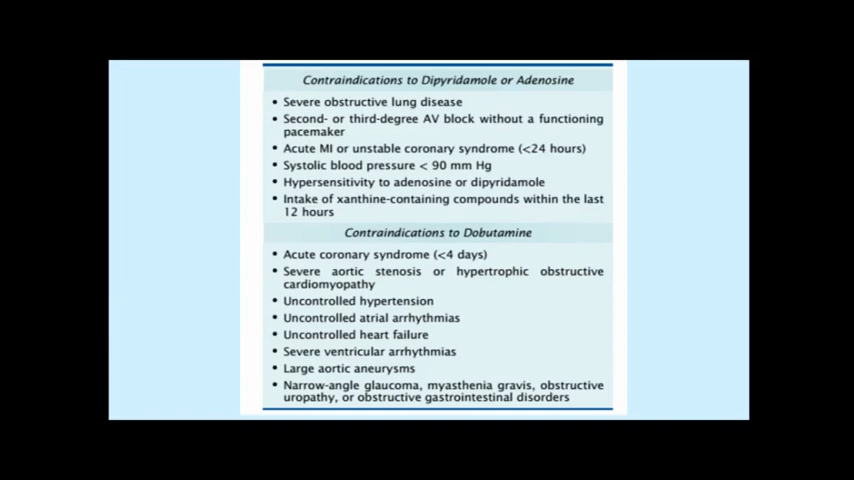 Contraindications to Dipyridamole or Adenosine
• Severe obstructive lung disease
• Second- or third-degree AV block without a functioning
pacemaker
• Acute MI or unstable coronary syndrome (<24 hours)
• Systolic blood pressure < 90 mm Hg
• Hypersensitivity to adenosine or dipyridamole
• Intake of xanthine-containing compounds within the last
12 hours
Contraindications to Dobutamine
• Acute coronary syndrome (<4 days)
• Severe aortic stenosis or hypertrophic obstructive
cardiomyopathy
• Uncontrolled hypertension
• Uncontrolled atrial arrhythmias
• Uncontrolled heart failure
• Severe ventricular arrhythmias
• Large aortic aneurysms
• Narrow-angle glaucoma, myasthenia gravis, obstructive
uropathy, or obstructive gastrointestinal disorders